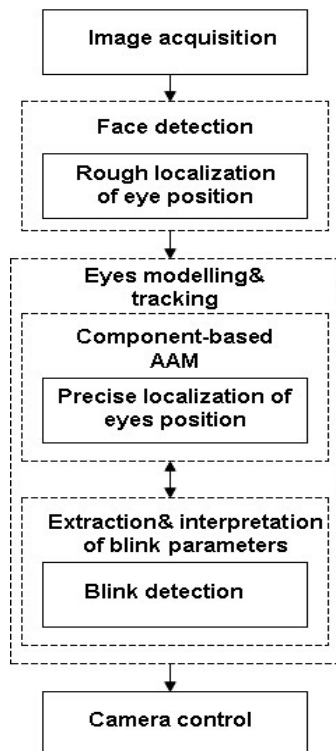 Image acquisition
Face detection
Rough localization
of eye position
Eyes modelling&
tracking
Component-based
AAM
Precise localization of
eyes position
Extraction& interpretation
of blink parameters
Blink detection
Camera control